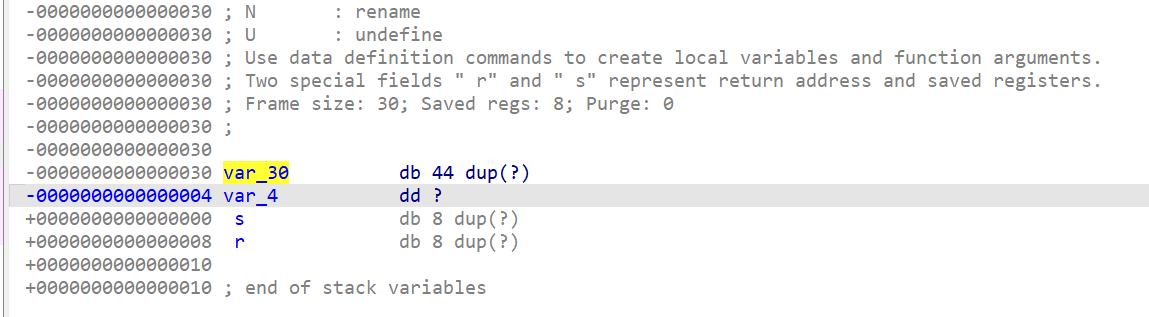 -0000000000000030 ; N       : rename
-0000000000000030 ; U       : undefine
-0000000000000030 ; Use data definition commands to create local variables and function arguments.
-0000000000000030 ; Two special fields " r" and " s" represent return address and saved registers.
-0000000000000030 ; Frame size: 30; Saved regs: 8; Purge: 0
-0000000000000030 ;
-0000000000000030
-0000000000000030 var_30          db 44 dup(?)
-0000000000000004 var_4           dd ?
+0000000000000000  s              db 8 dup(?)
+0000000000000008  r              db 8 dup(?)
+0000000000000010
+0000000000000010 ; end of stack variables